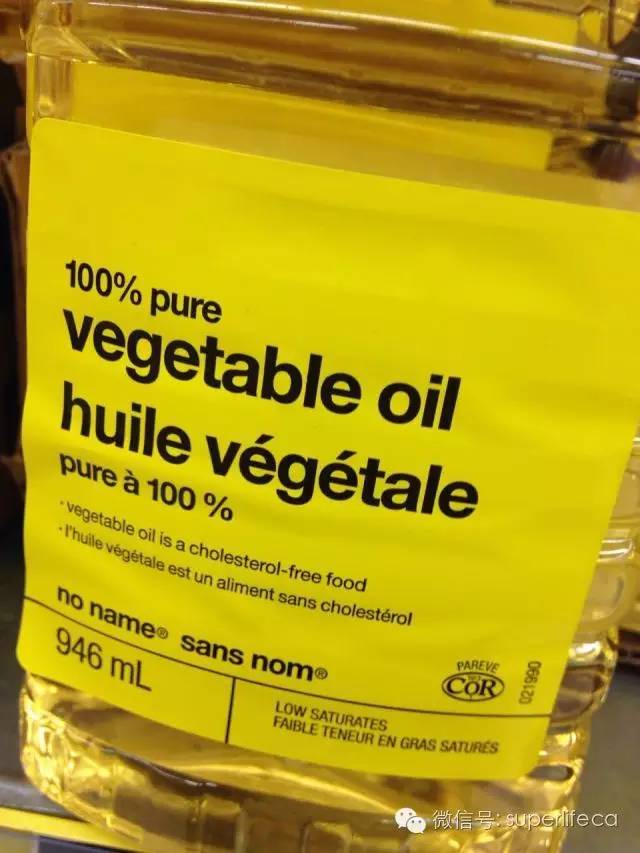 100% pure
vegetable oil
huile végétale
pure à 100 %
· vegetable oil is a cholesterol-free food
· l'huile végétale est un aliment sans cholestérol
no name® sans nom®
946 mL
PAREVE
COR
021990
LOW SATURATES
FAIBLE TENEUR EN GRAS SATURÉS
微信号: superlifeca